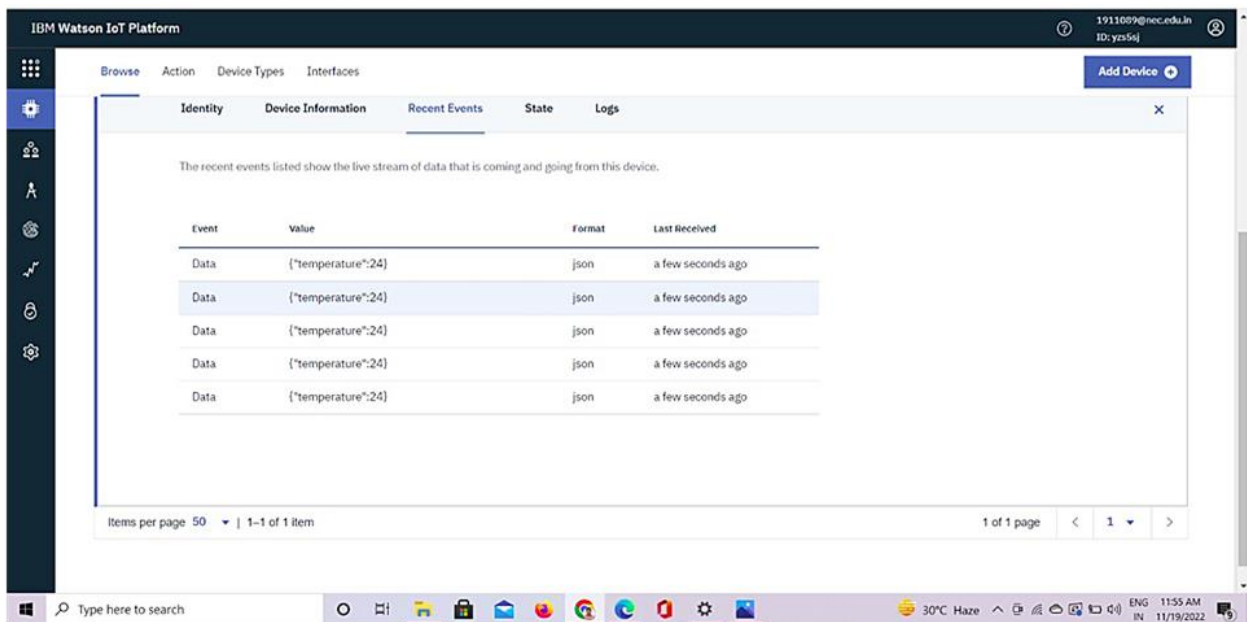 IBM Watson IoT Platform
1911089@nec.edu.in
ID: yzs5sj
Browse Action Device Types Interfaces
Add Device
Identity Device Information Recent Events State Logs
The recent events listed show the live stream of data that is coming and going from this device.
Event Value Format Last Received
Data {"temperature":24} json a few seconds ago
Data {"temperature":24} json a few seconds ago
Data {"temperature":24} json a few seconds ago
Data {"temperature":24} json a few seconds ago
Data {"temperature":24} json a few seconds ago
Items per page 50 | 1–1 of 1 item 1 of 1 page 1
Type here to search 30°C Haze ENG 11:55 AM
IN 11/19/2022